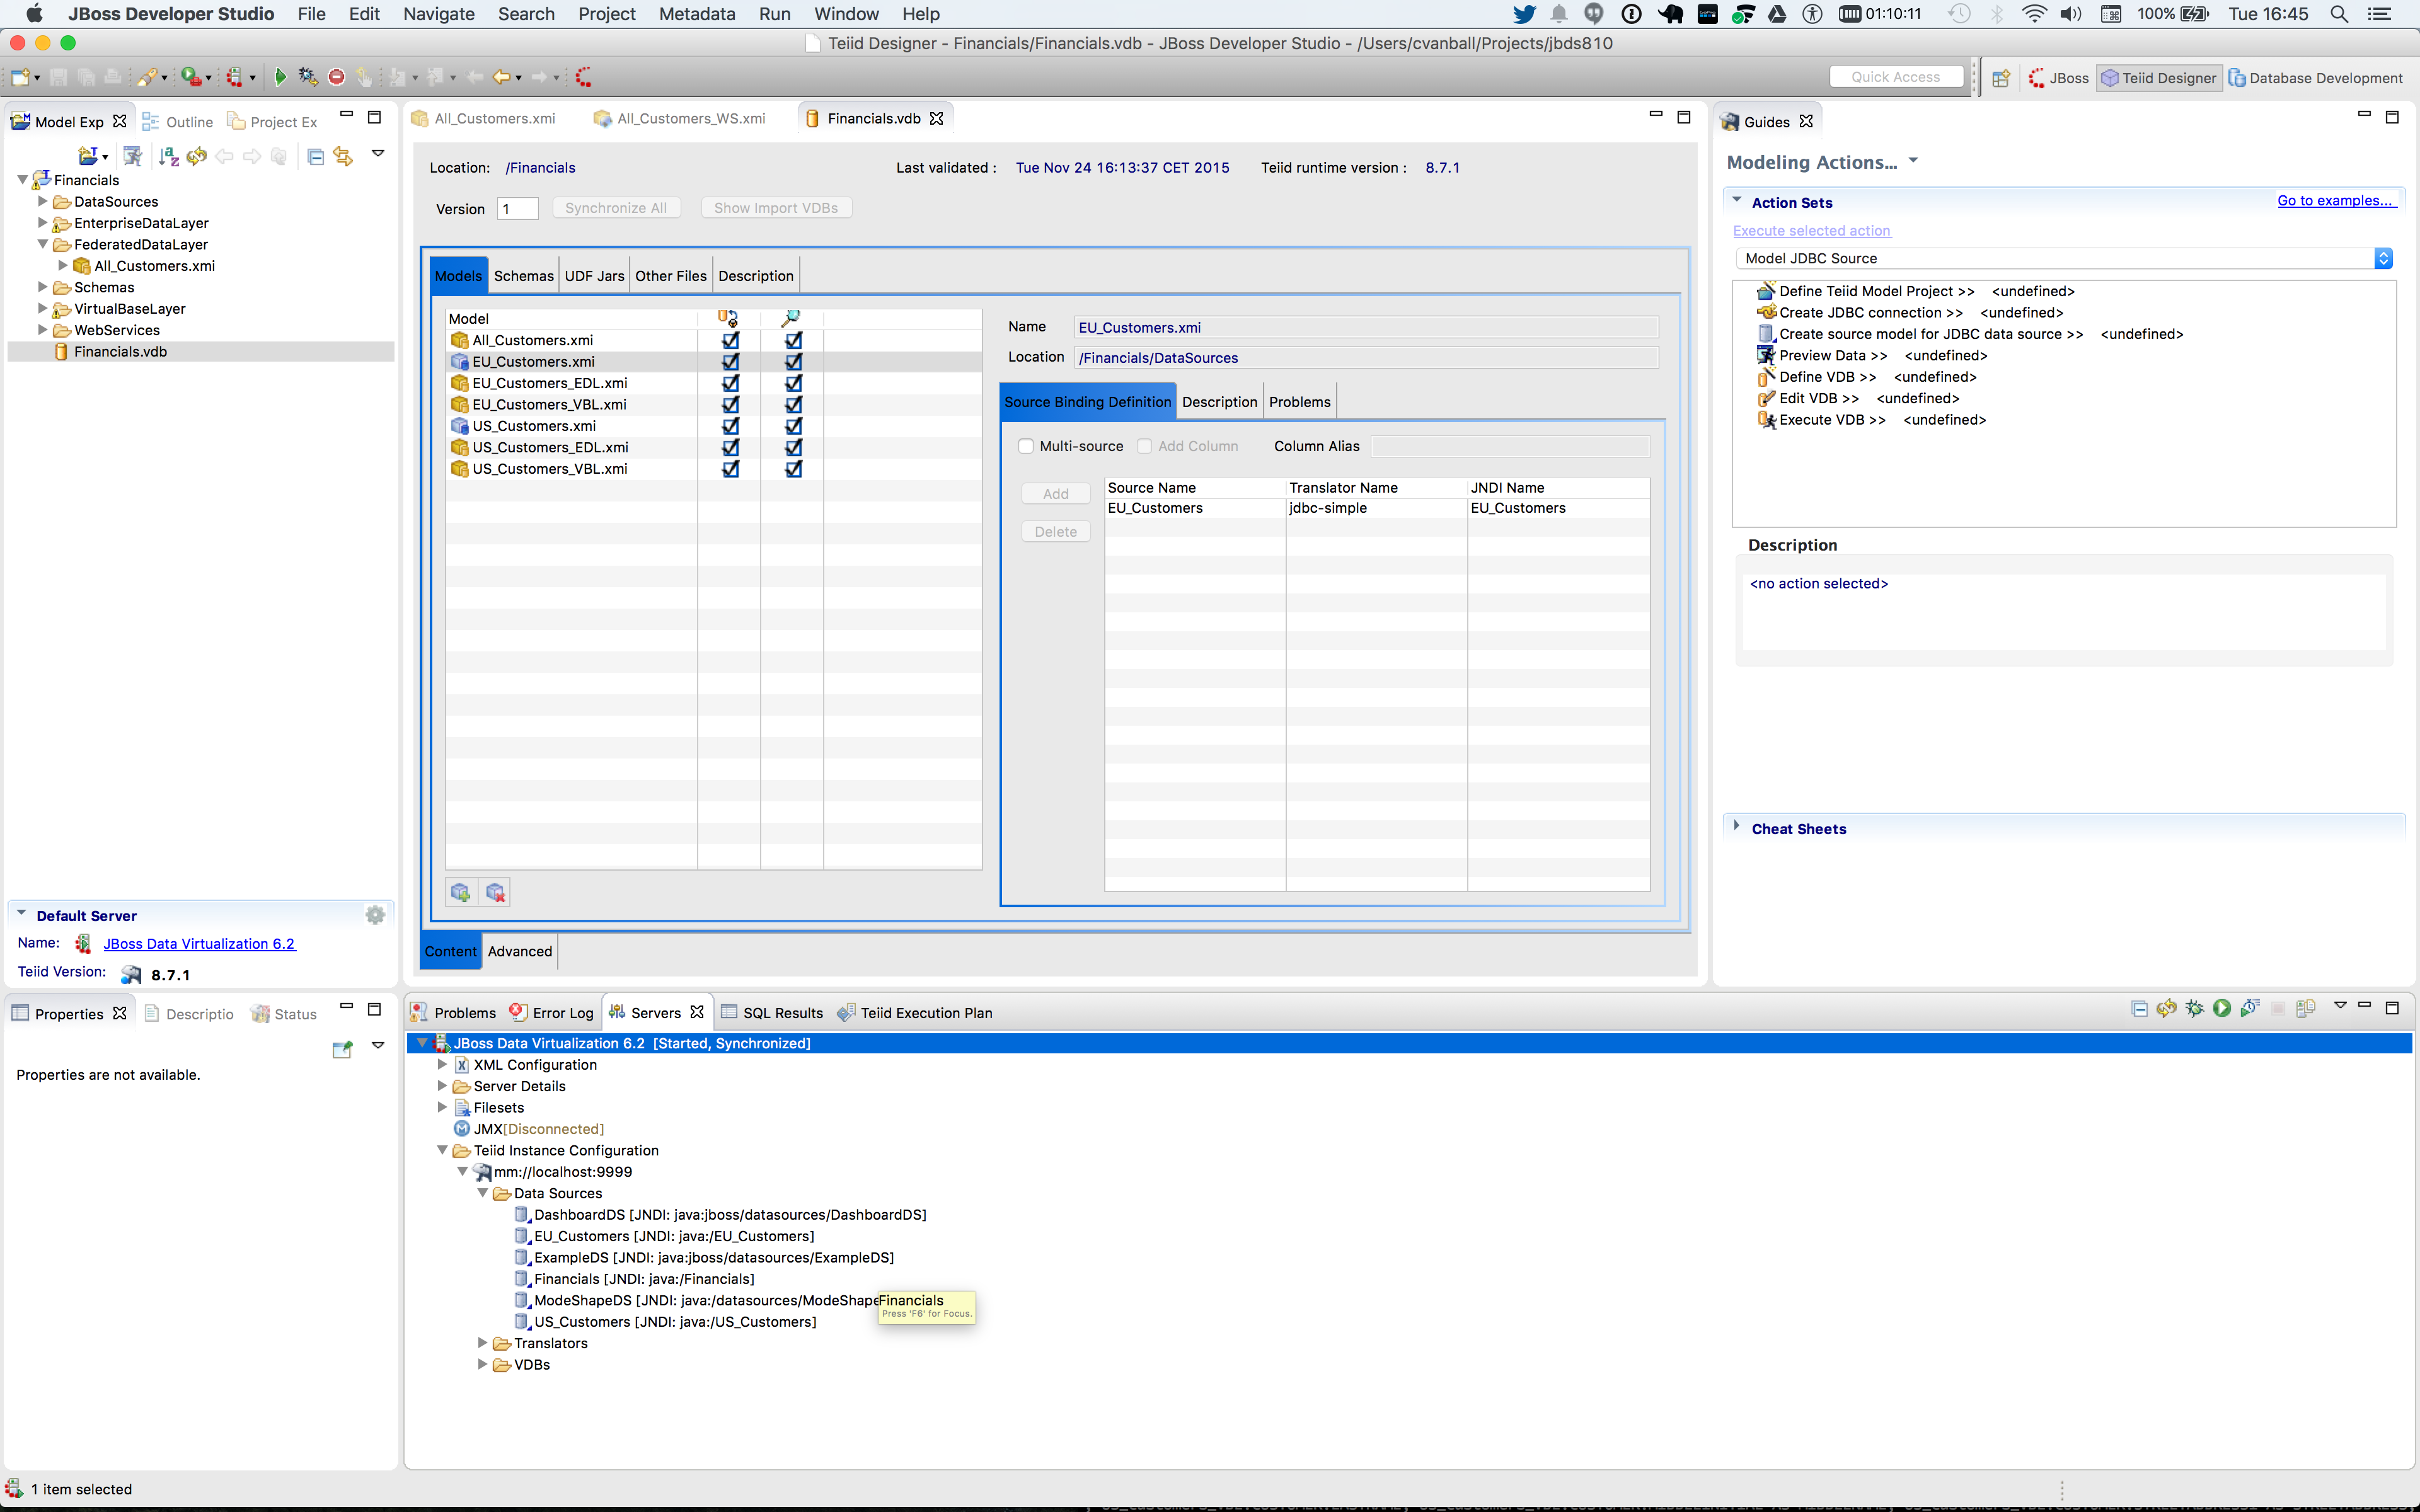 JBoss Developer Studio File Edit Navigate Search Project Metadata Run Window Help 01:10:11 100% Tue 16:45
Teiid Designer - Financials/Financials.vdb - JBoss Developer Studio - /Users/cvanball/Projects/jbds810
Quick Access JBoss Teiid Designer Database Development
Model Exp Outline Project Ex
Financials
DataSources
EnterpriseDataLayer
FederatedDataLayer
All_Customers.xmi
Schemas
VirtualBaseLayer
WebServices
Financials.vdb
Default Server
Name: JBoss Data Virtualization 6.2
Teiid Version: 8.7.1
All_Customers.xmi All_Customers_WS.xmi Financials.vdb
Location: /Financials Last validated : Tue Nov 24 16:13:37 CET 2015 Teiid runtime version : 8.7.1
Version 1 Synchronize All Show Import VDBs
Models Schemas UDF Jars Other Files Description
Model
All_Customers.xmi
EU_Customers.xmi
EU_Customers_EDL.xmi
EU_Customers_VBL.xmi
US_Customers.xmi
US_Customers_EDL.xmi
US_Customers_VBL.xmi
Name EU_Customers.xmi
Location /Financials/DataSources
Source Binding Definition Description Problems
Multi-source Add Column Column Alias
Add
Delete
Source Name Translator Name JNDI Name
EU_Customers jdbc-simple EU_Customers
Content Advanced
Guides
Modeling Actions...
Action Sets Go to examples...
Execute selected action
Model JDBC Source
Define Teiid Model Project >> <undefined>
Create JDBC connection >> <undefined>
Create source model for JDBC data source >> <undefined>
Preview Data >> <undefined>
Define VDB >> <undefined>
Edit VDB >> <undefined>
Execute VDB >> <undefined>
Description
<no action selected>
Cheat Sheets
Properties Descriptio Status
Properties are not available.
Problems Error Log Servers SQL Results Teiid Execution Plan
JBoss Data Virtualization 6.2 [Started, Synchronized]
XML Configuration
Server Details
Filesets
JMX[Disconnected]
Teiid Instance Configuration
mm://localhost:9999
Data Sources
DashboardDS [JNDI: java:jboss/datasources/DashboardDS]
EU_Customers [JNDI: java:/EU_Customers]
ExampleDS [JNDI: java:jboss/datasources/ExampleDS]
Financials [JNDI: java:/Financials]
ModeShapeDS [JNDI: java:/datasources/ModeShape
Financials
Press 'F6' for Focus.
US_Customers [JNDI: java:/US_Customers]
Translators
VDBs
1 item selected